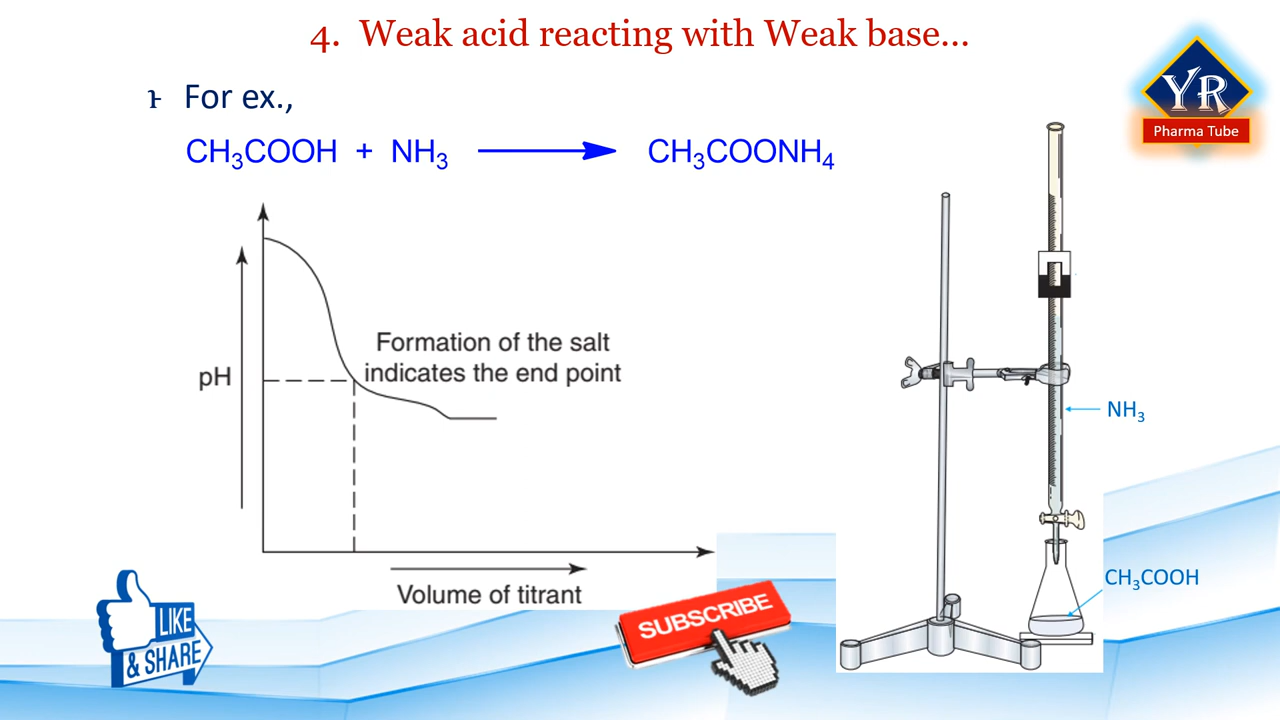 4. Weak acid reacting with Weak base...
YR
Pharma Tube
For ex.,
CH₃COOH + NH₃ ⟶ CH₃COONH₄
pH
Formation of the salt
indicates the end point
NH₃
CH₃COOH
Volume of titrant
LIKE
& SHARE
SUBSCRIBE